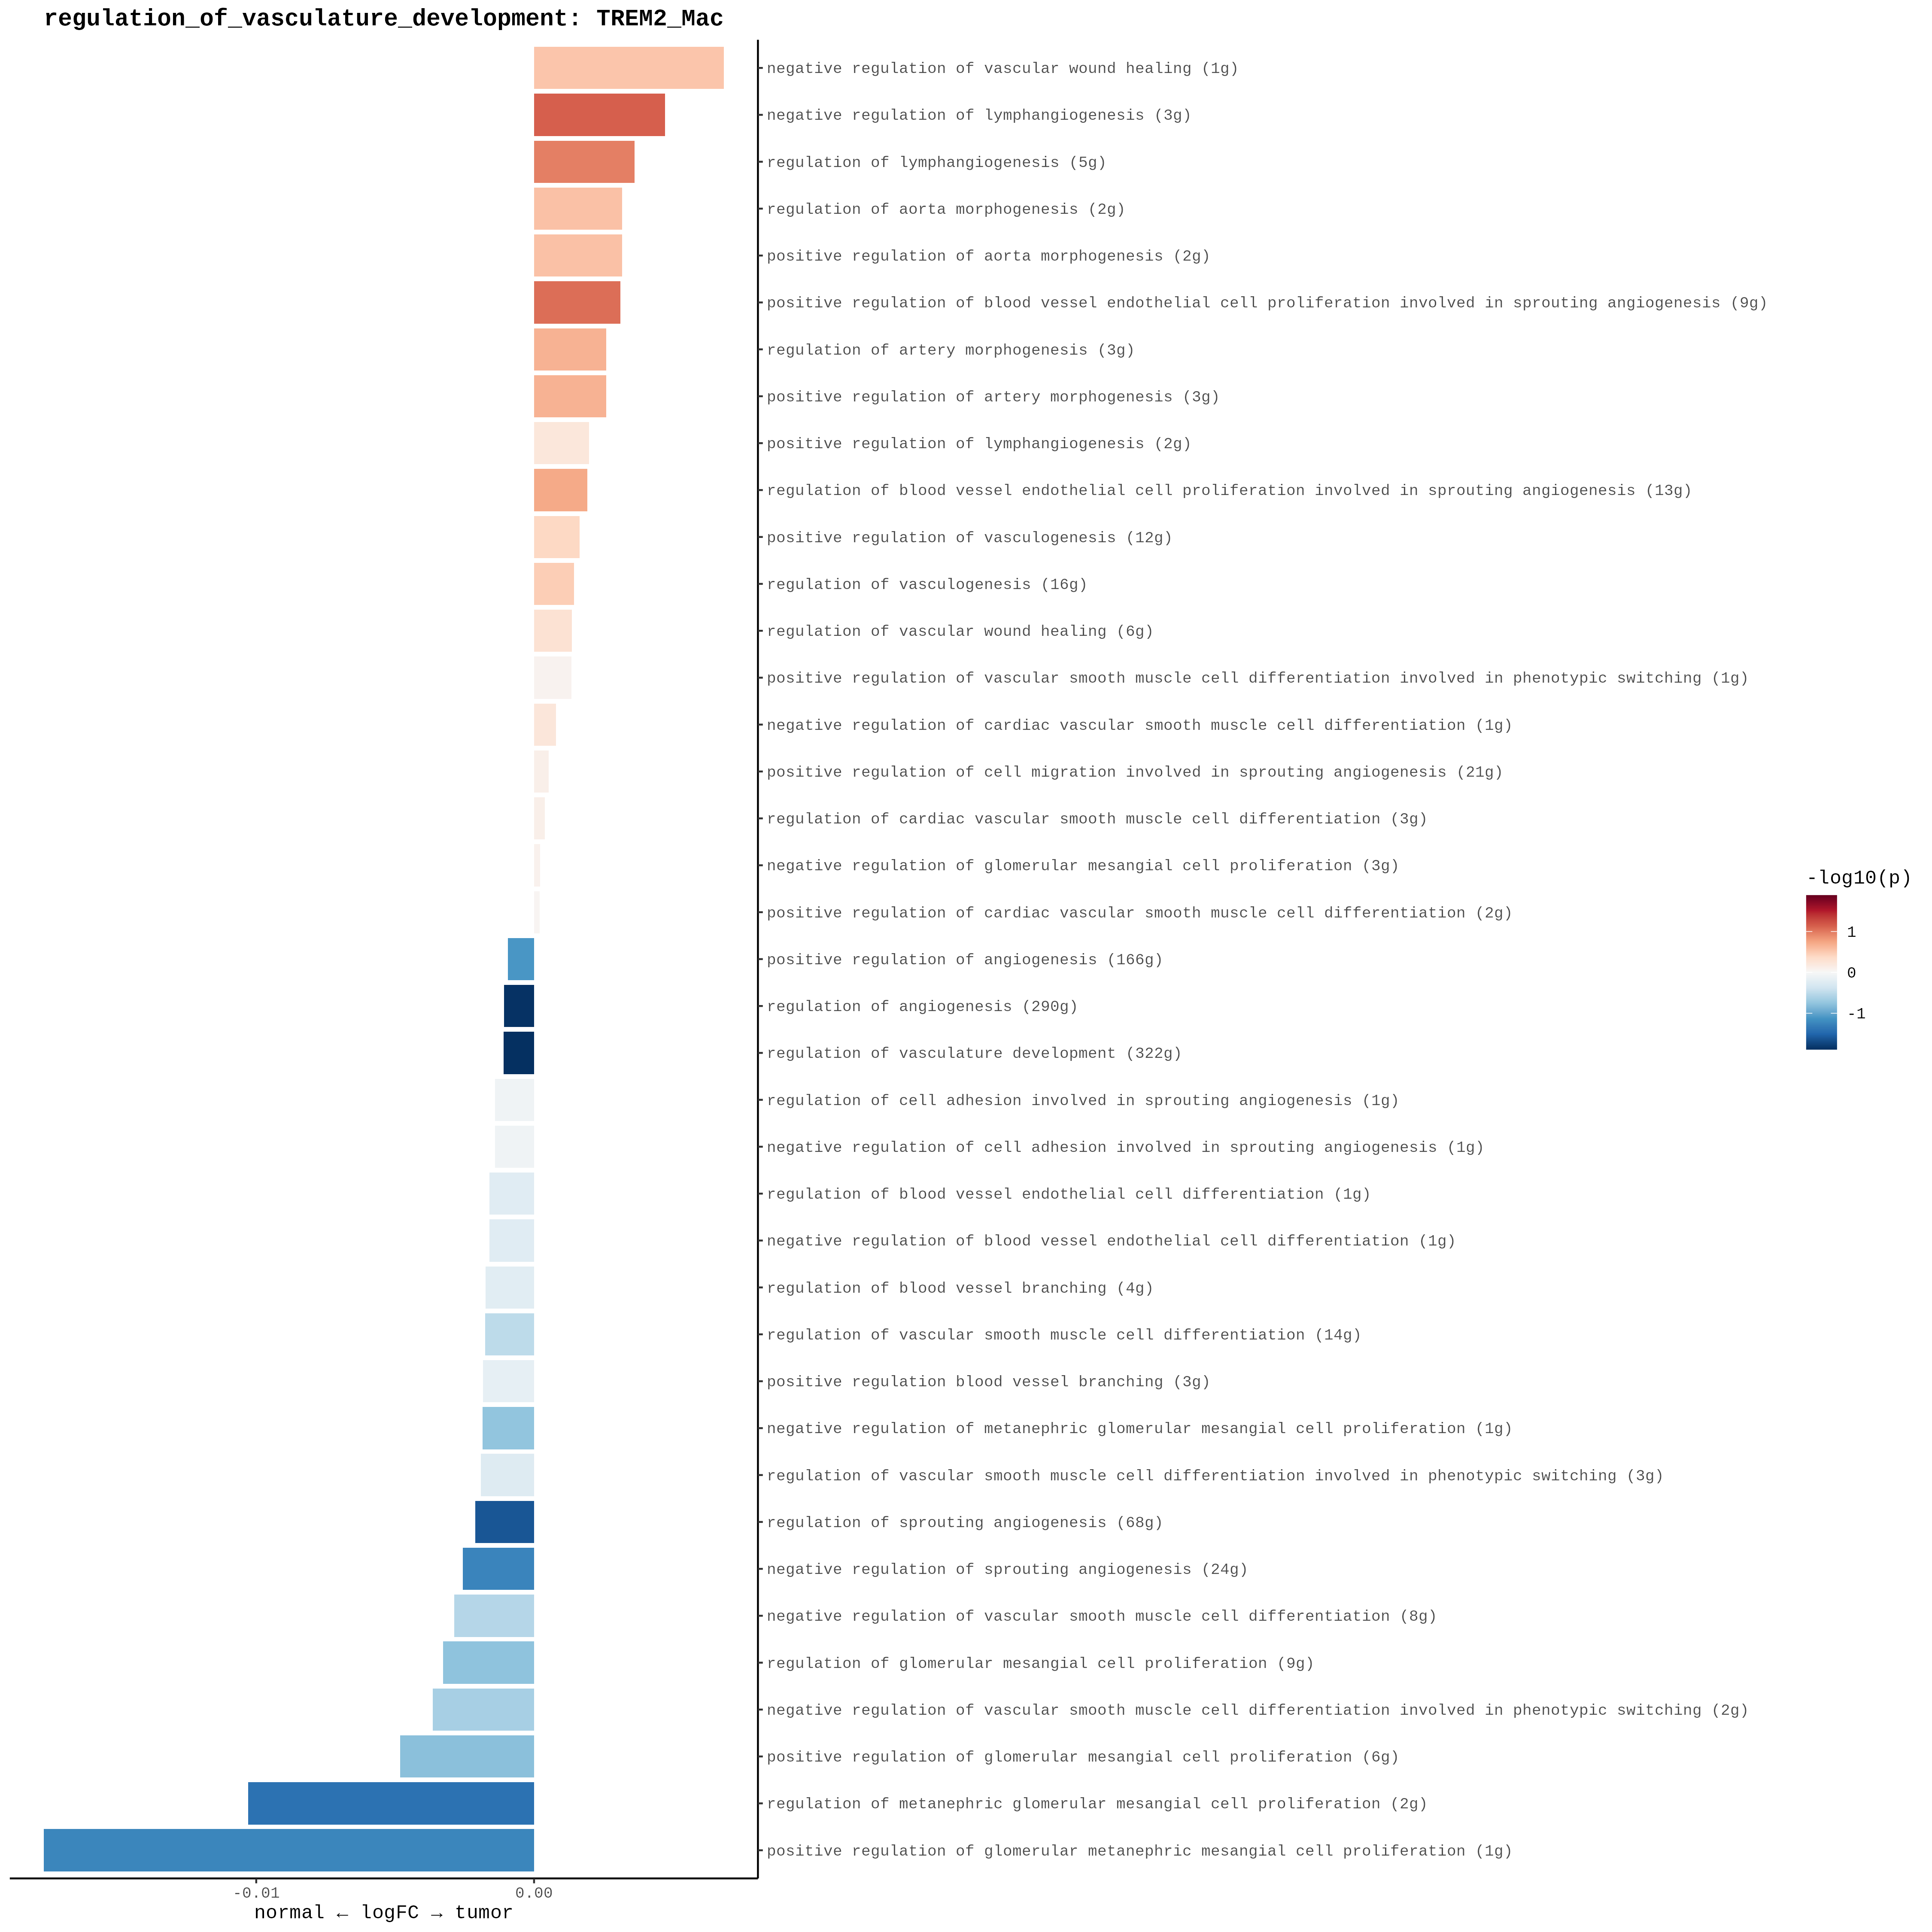 regulation_of_vasculature_development: TREM2_Mac
negative regulation of vascular wound healing (1g)
negative regulation of lymphangiogenesis (3g)
regulation of lymphangiogenesis (5g)
regulation of aorta morphogenesis (2g)
positive regulation of aorta morphogenesis (2g)
positive regulation of blood vessel endothelial cell proliferation involved in sprouting angiogenesis (9g)
regulation of artery morphogenesis (3g)
positive regulation of artery morphogenesis (3g)
positive regulation of lymphangiogenesis (2g)
regulation of blood vessel endothelial cell proliferation involved in sprouting angiogenesis (13g)
positive regulation of vasculogenesis (12g)
regulation of vasculogenesis (16g)
regulation of vascular wound healing (6g)
positive regulation of vascular smooth muscle cell differentiation involved in phenotypic switching (1g)
negative regulation of cardiac vascular smooth muscle cell differentiation (1g)
positive regulation of cell migration involved in sprouting angiogenesis (21g)
regulation of cardiac vascular smooth muscle cell differentiation (3g)
negative regulation of glomerular mesangial cell proliferation (3g)
positive regulation of cardiac vascular smooth muscle cell differentiation (2g)
positive regulation of angiogenesis (166g)
regulation of angiogenesis (290g)
regulation of vasculature development (322g)
regulation of cell adhesion involved in sprouting angiogenesis (1g)
negative regulation of cell adhesion involved in sprouting angiogenesis (1g)
regulation of blood vessel endothelial cell differentiation (1g)
negative regulation of blood vessel endothelial cell differentiation (1g)
regulation of blood vessel branching (4g)
regulation of vascular smooth muscle cell differentiation (14g)
positive regulation blood vessel branching (3g)
negative regulation of metanephric glomerular mesangial cell proliferation (1g)
regulation of vascular smooth muscle cell differentiation involved in phenotypic switching (3g)
regulation of sprouting angiogenesis (68g)
negative regulation of sprouting angiogenesis (24g)
negative regulation of vascular smooth muscle cell differentiation (8g)
regulation of glomerular mesangial cell proliferation (9g)
negative regulation of vascular smooth muscle cell differentiation involved in phenotypic switching (2g)
positive regulation of glomerular mesangial cell proliferation (6g)
regulation of metanephric glomerular mesangial cell proliferation (2g)
positive regulation of glomerular metanephric mesangial cell proliferation (1g)
-0.01 0.00
normal ← logFC → tumor
-log10(p)
1
0
-1